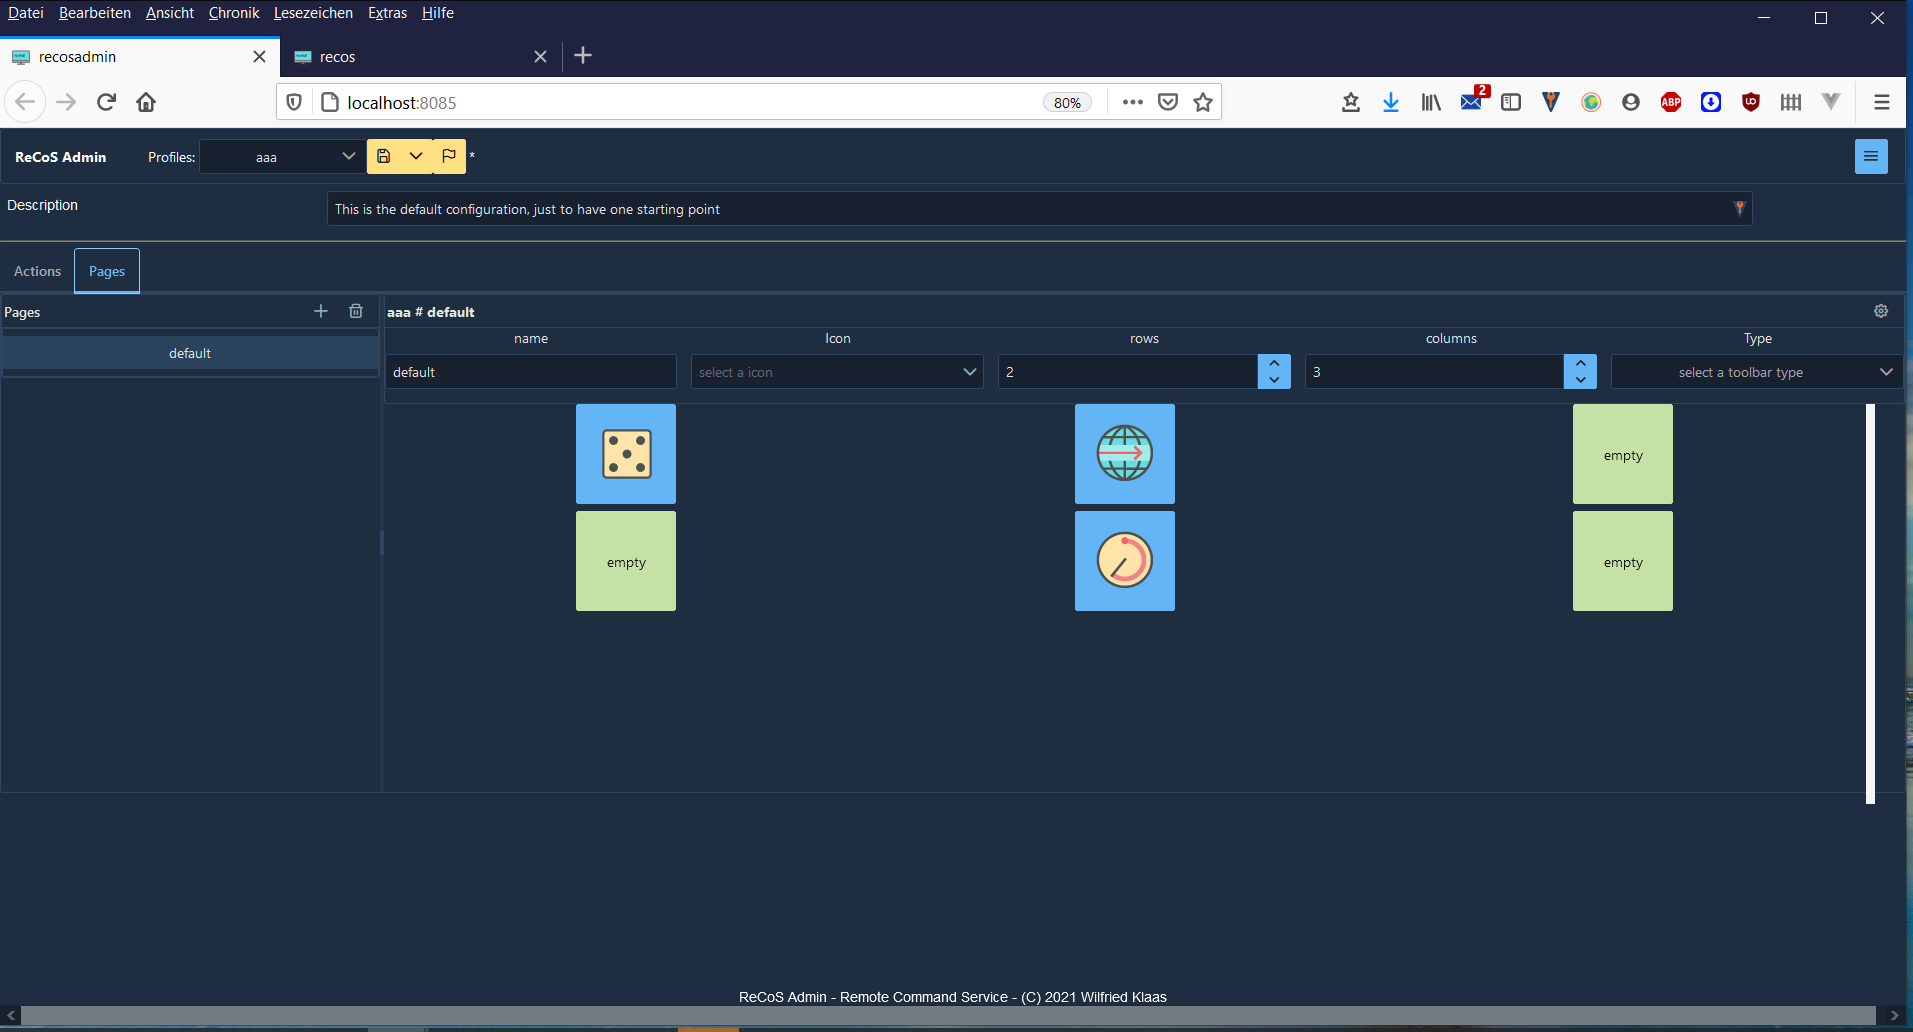 Datei Bearbeiten Ansicht Chronik Lesezeichen Extras Hilfe
recosadmin recos
localhost:8085 80% 2 ABP
ReCoS Admin Profiles: aaa *
Description This is the default configuration, just to have one starting point
Actions Pages
Pages aaa # default
name Icon rows columns Type
default default select a icon 2 3 select a toolbar type
empty
empty empty
ReCoS Admin - Remote Command Service - (C) 2021 Wilfried Klaas